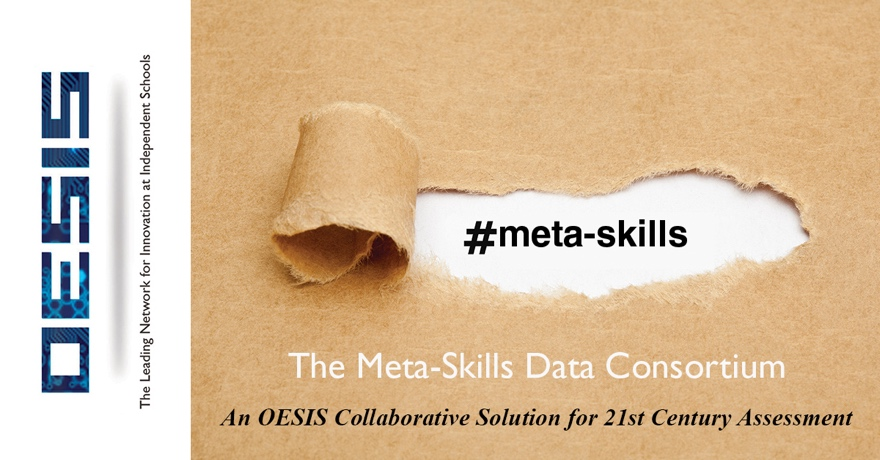 OESIS
The Leading Network for Innovation at Independent Schools
#meta-skills
The Meta-Skills Data Consortium
An OESIS Collaborative Solution for 21st Century Assessment